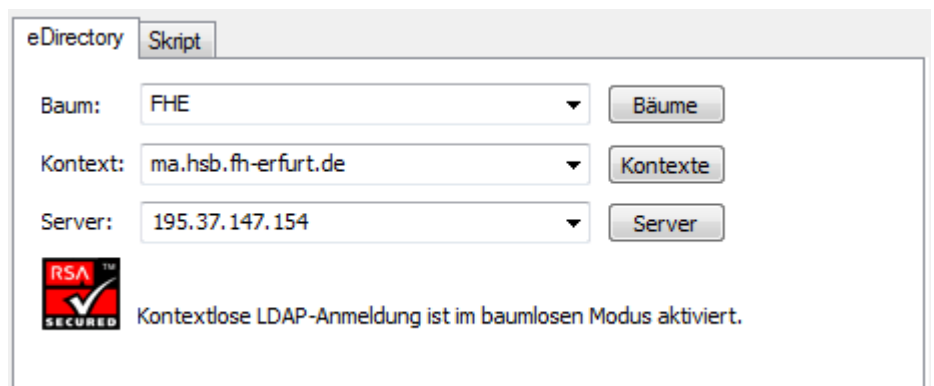 eDirectory Skript
Baum: FHE Bäume
Kontext: ma.hsb.fh-erfurt.de Kontexte
Server: 195.37.147.154 Server
RSA TM
SECURED
Kontextlose LDAP-Anmeldung ist im baumlosen Modus aktiviert.